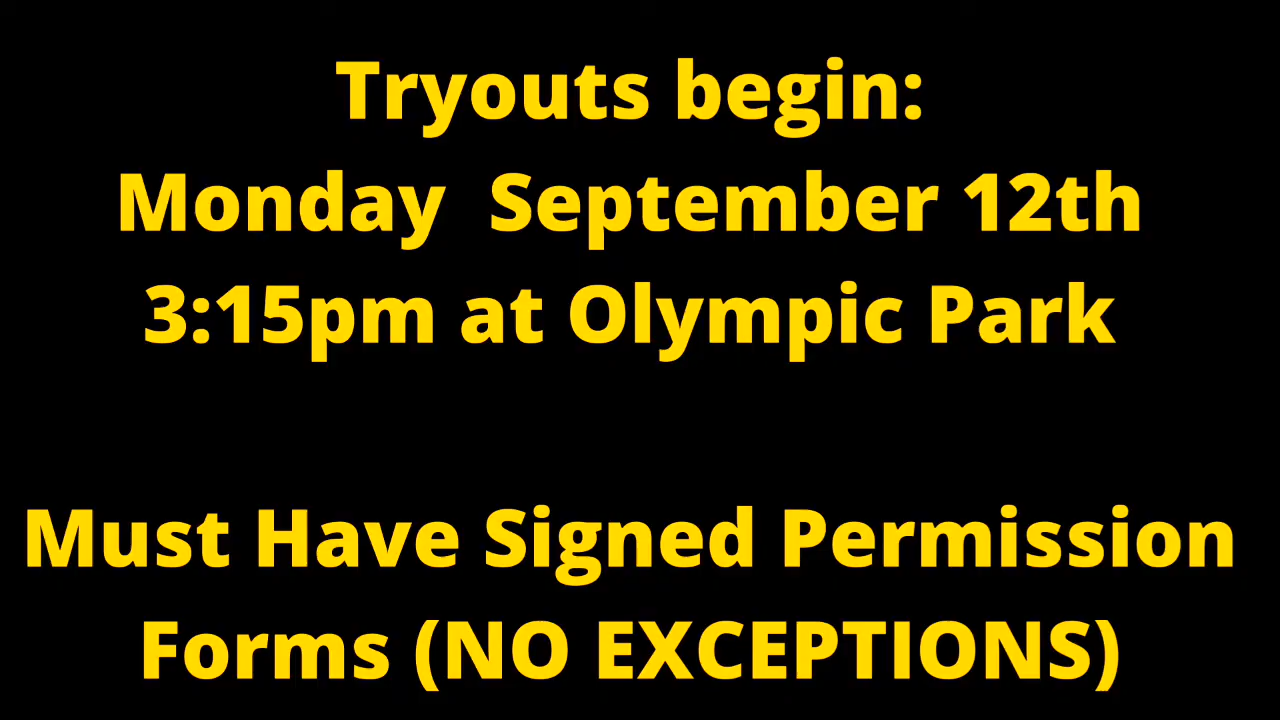 Tryouts begin:
Monday  September 12th
3:15pm at Olympic Park
Must Have Signed Permission
Forms (NO EXCEPTIONS)